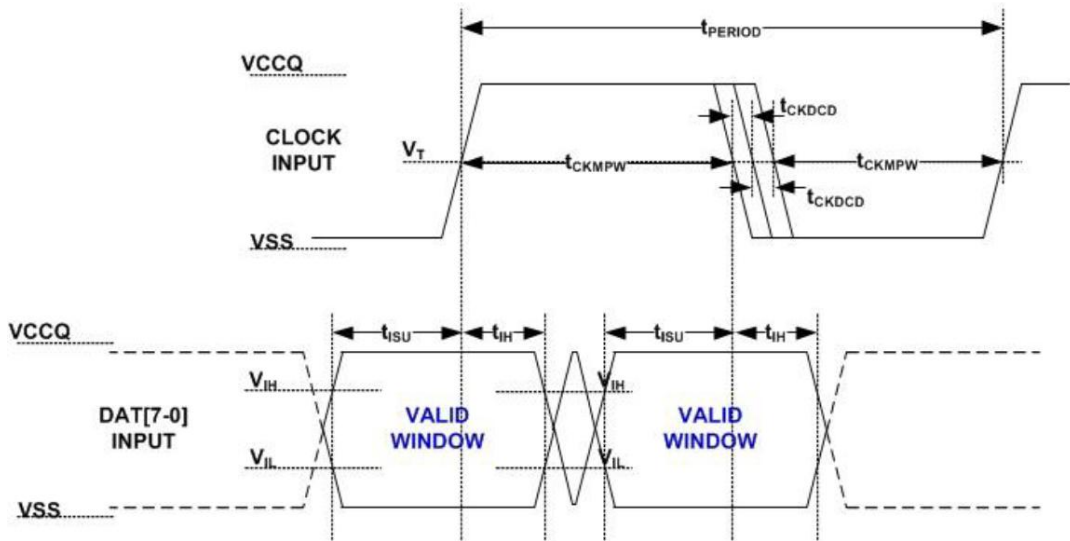 tPERIOD
VCCQ
tCKDCD
CLOCK
INPUT
VT
tCKMPW
tCKMPW
tCKDCD
VSS
VCCQ
tISU
tIH
tISU
tIH
VIH
VIH
DAT[7-0]
INPUT
VALID
WINDOW
VALID
WINDOW
VIL
VIL
VSS